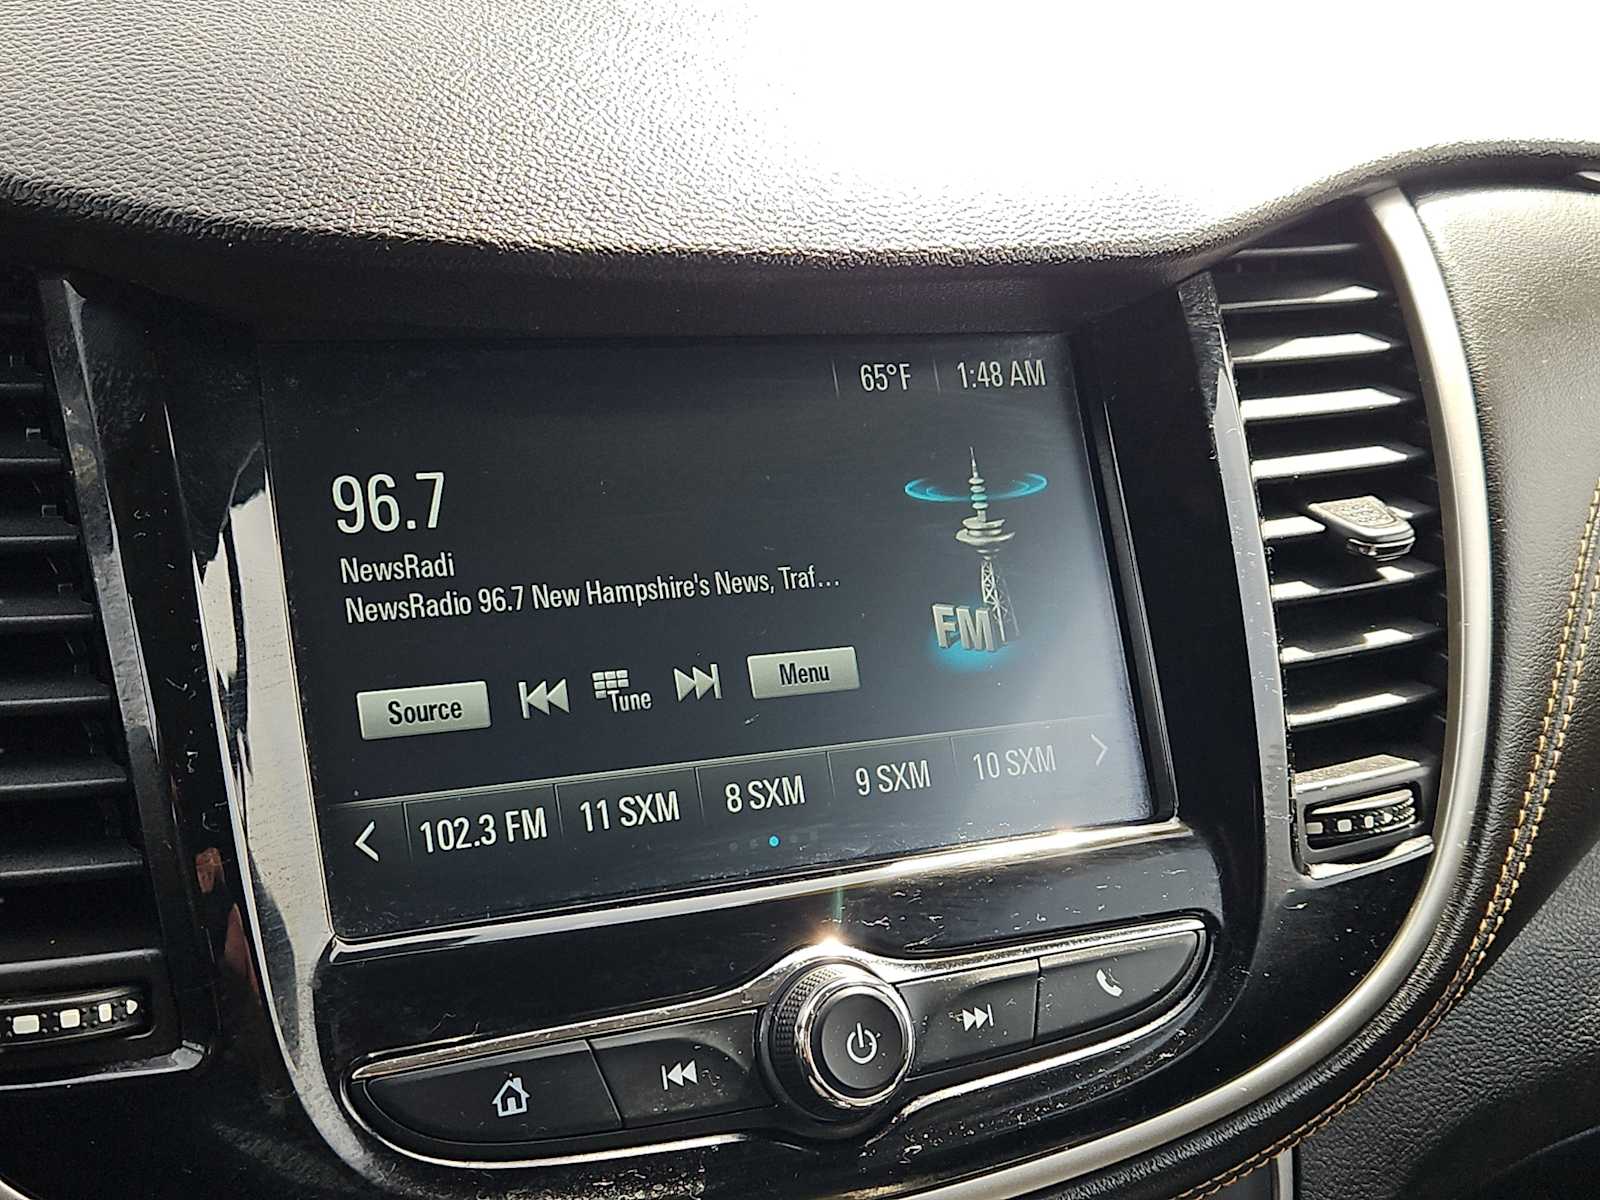 65°F 1:48 AM
96.7
NewsRadi
NewsRadio 96.7 New Hampshire's News, Traf...
FM
Source Tune Menu
102.3 FM 11 SXM 8 SXM 9 SXM 10 SXM